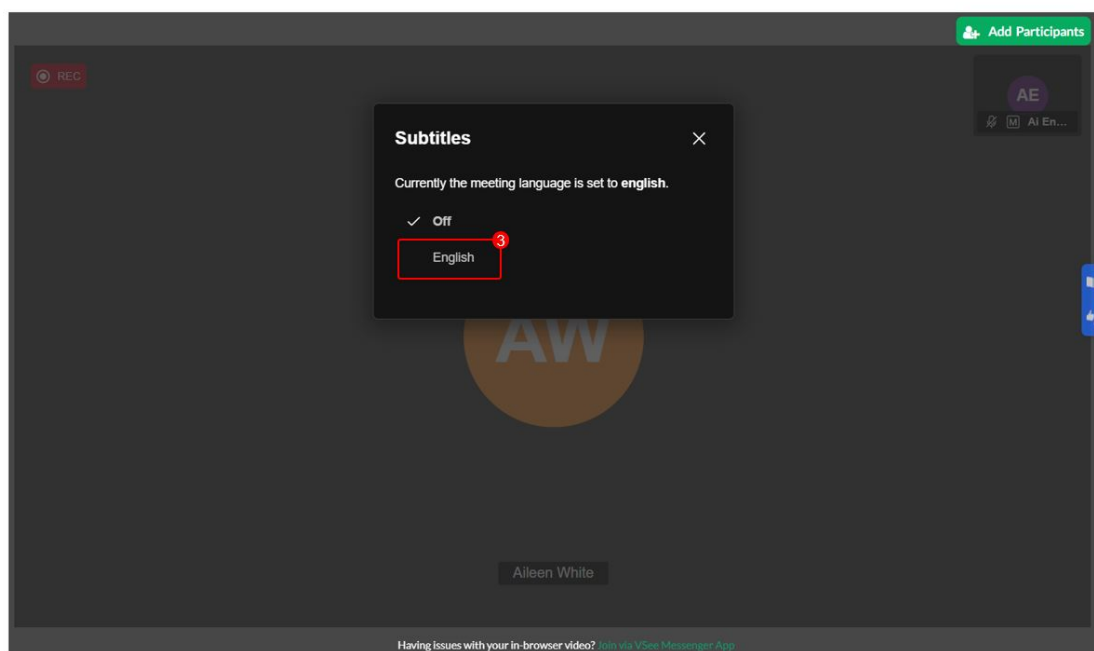 Add Participants
REC
AE
M Ai En...
Subtitles
Currently the meeting language is set to english.
Off
3
English
AW
Aileen White
Having issues with your in-browser video? Join via VSee Messenger App